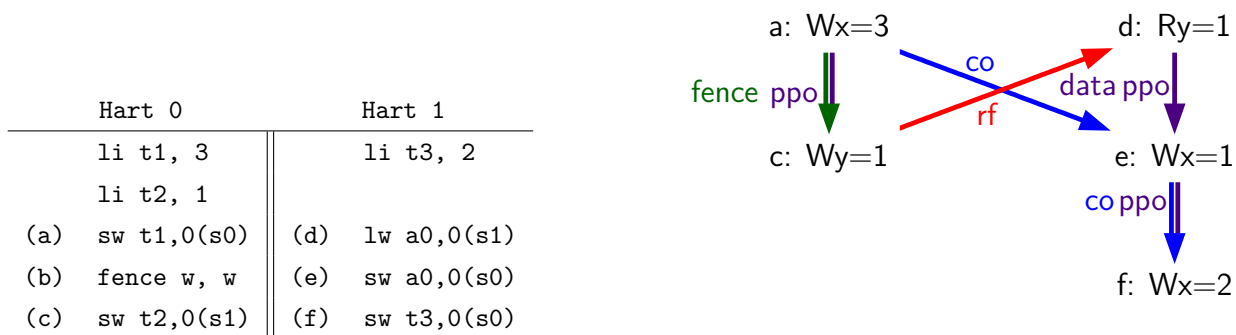 Hart 0 Hart 1
li t1, 3 li t3, 2
li t2, 1
(a) sw t1,0(s0) (d) lw a0,0(s1)
(b) fence w, w (e) sw a0,0(s0)
(c) sw t2,0(s1) (f) sw t3,0(s0)
a: Wx=3 d: Ry=1
co
fence ppo data ppo
rf
c: Wy=1 e: Wx=1
co ppo
f: Wx=2